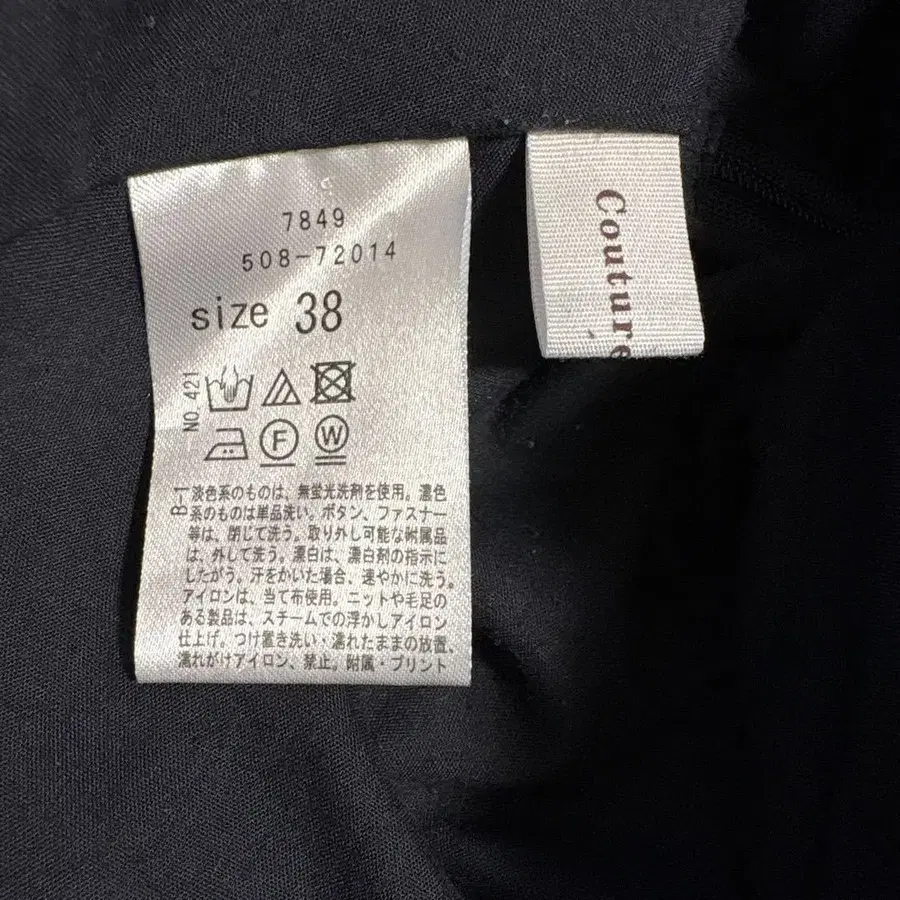 7849
508-72014
size 38
NO.421
F W
B-1
淡色系のものは、無蛍光洗剤を使用。濃色
系のものは単品洗い。ボタン、ファスナー
等は、閉じて洗う。取り外し可能な附属品
は、外して洗う。漂白は、漂白剤の指示に
したがう。汗をかいた場合、速やかに洗う。
アイロンは、当て布使用。ニットや毛足の
ある製品は、スチームでの浮かしアイロン
仕上げ。つけ置き洗い・濡れたままの放置、
濡れがけアイロン、禁止。附属・プリント
Couture